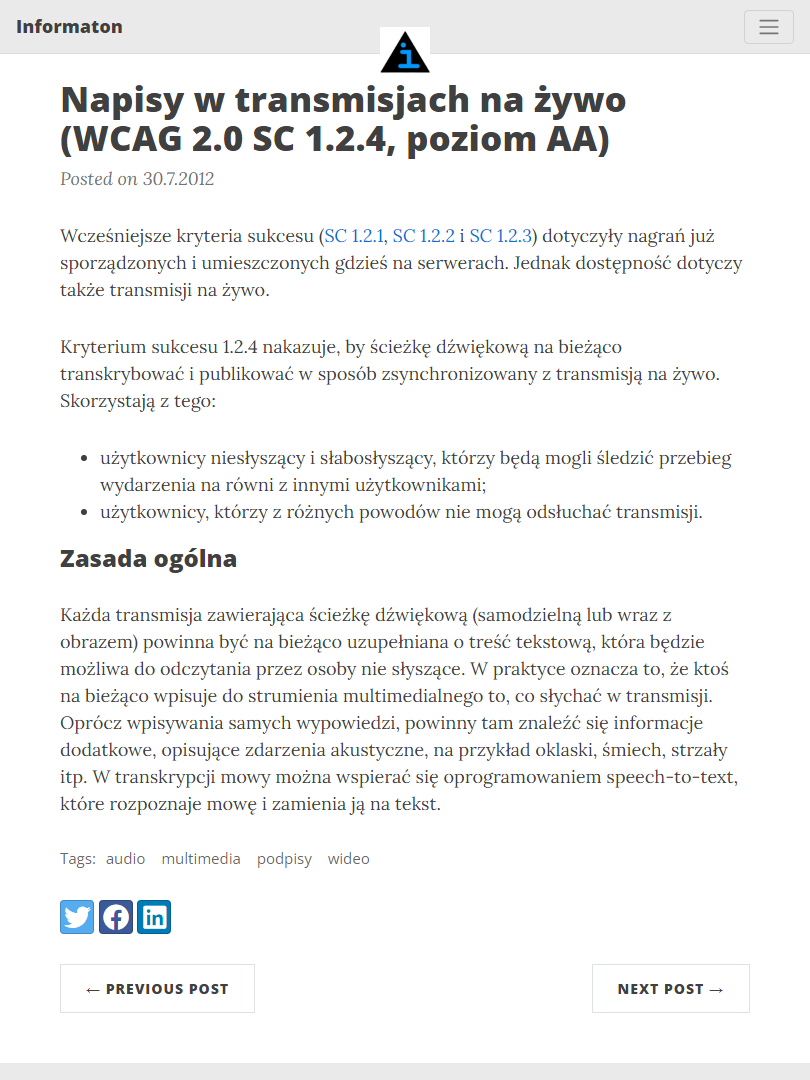 Informaton
Napisy w transmisjach na żywo
(WCAG 2.0 SC 1.2.4, poziom AA)
Posted on 30.7.2012
Wcześniejsze kryteria sukcesu (SC 1.2.1, SC 1.2.2 i SC 1.2.3) dotyczyły nagrań już
sporządzonych i umieszczonych gdzieś na serwerach. Jednak dostępność dotyczy
także transmisji na żywo.
Kryterium sukcesu 1.2.4 nakazuje, by ścieżkę dźwiękową na bieżąco
transkrybować i publikować w sposób zsynchronizowany z transmisją na żywo.
Skorzystają z tego:
• użytkownicy niesłyszący i słabosłyszący, którzy będą mogli śledzić przebieg
wydarzenia na równi z innymi użytkownikami;
• użytkownicy, którzy z różnych powodów nie mogą odsłuchać transmisji.
Zasada ogólna
Każda transmisja zawierająca ścieżkę dźwiękową (samodzielną lub wraz z
obrazem) powinna być na bieżąco uzupełniana o treść tekstową, która będzie
możliwa do odczytania przez osoby nie słyszące. W praktyce oznacza to, że ktoś
na bieżąco wpisuje do strumienia multimedialnego to, co słychać w transmisji.
Oprócz wpisywania samych wypowiedzi, powinny tam znaleźć się informacje
dodatkowe, opisujące zdarzenia akustyczne, na przykład oklaski, śmiech, strzały
itp. W transkrypcji mowy można wspierać się oprogramowaniem speech-to-text,
które rozpoznaje mowę i zamienia ją na tekst.
Tags: audio multimedia podpisy wideo
← PREVIOUS POST NEXT POST →